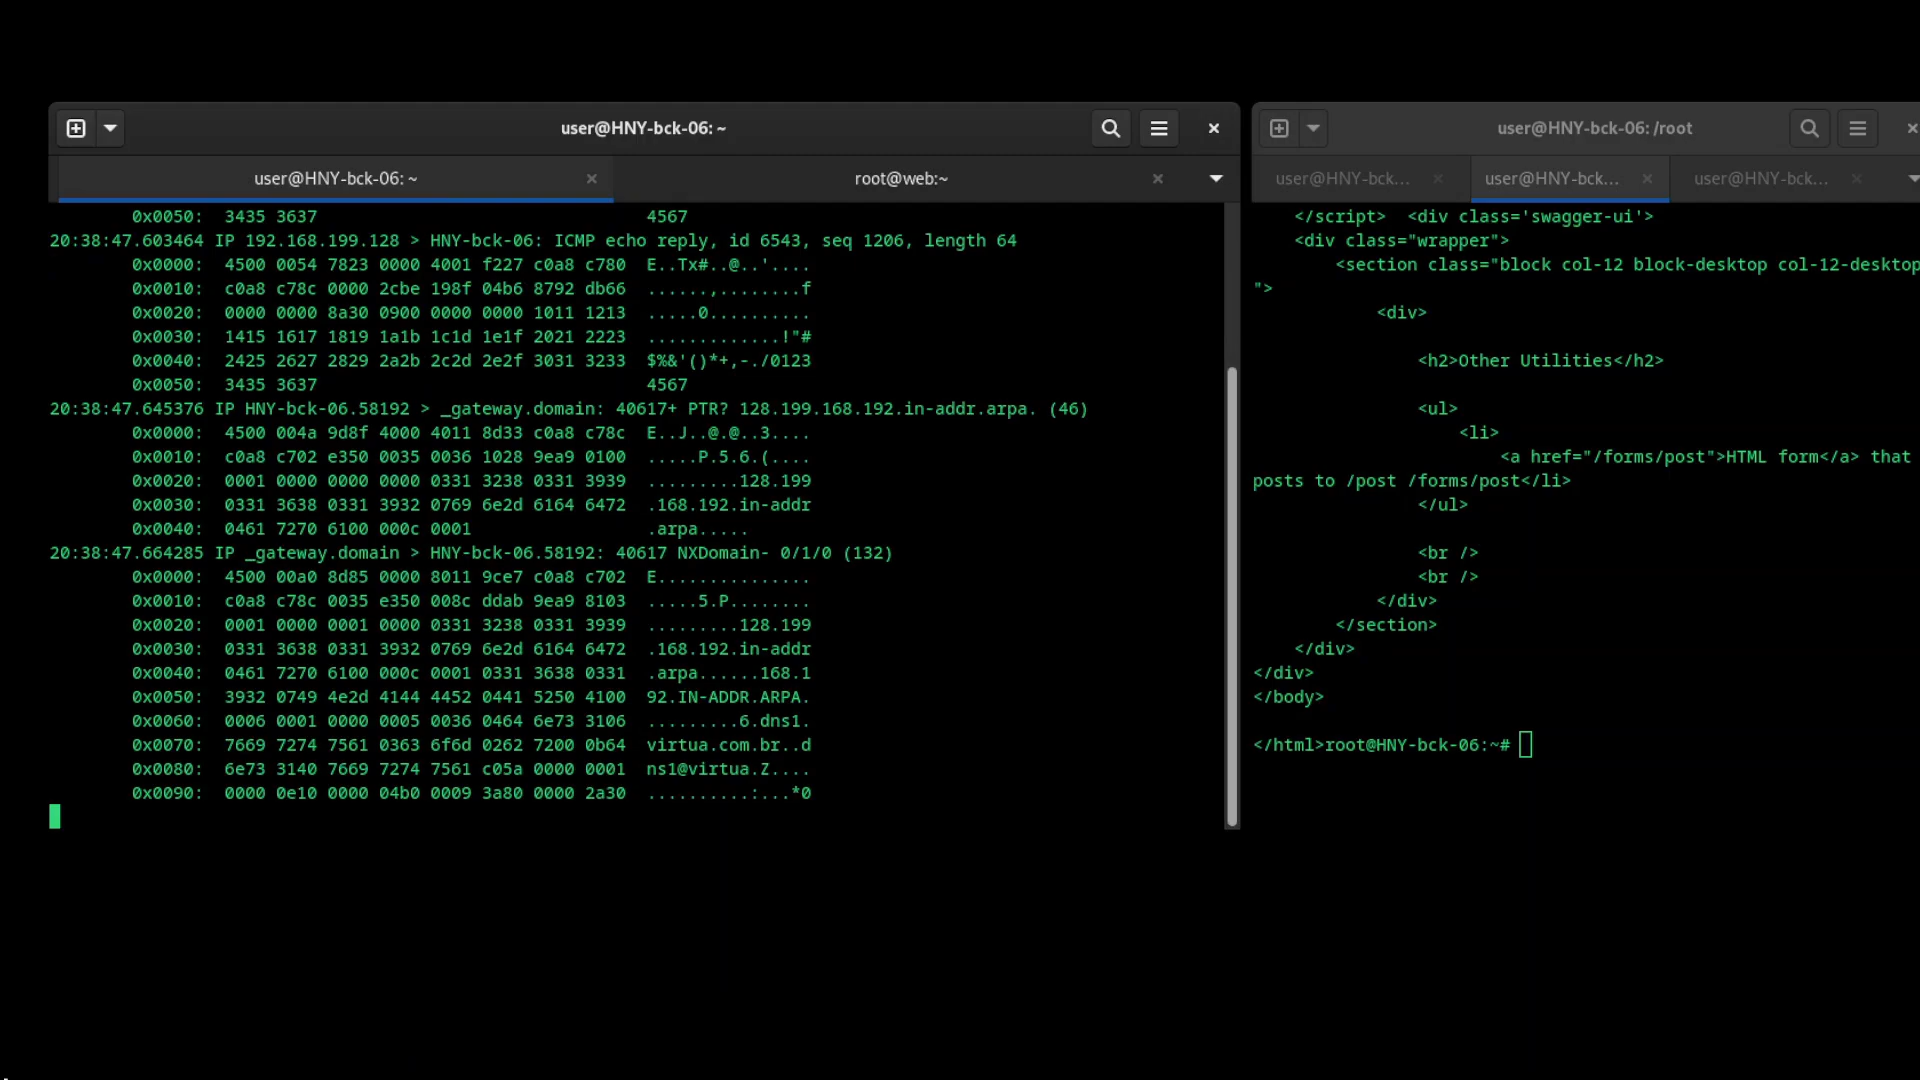 user@HNY-bck-06: ~
user@HNY-bck-06: ~
root@web:~
0x0050:  3435 3637                                4567
20:38:47.603464 IP 192.168.199.128 > HNY-bck-06: ICMP echo reply, id 6543, seq 1206, length 64
0x0000:  4500 0054 7823 0000 4001 f227 c0a8 c780  E..Tx#..@..'....
0x0010:  c0a8 c78c 0000 2cbe 198f 04b6 8792 db66  ......,........f
0x0020:  0000 0000 8a30 0900 0000 0000 1011 1213  .....0..........
0x0030:  1415 1617 1819 1a1b 1c1d 1e1f 2021 2223  .............!"#
0x0040:  2425 2627 2829 2a2b 2c2d 2e2f 3031 3233  $%&'()*+,-./0123
0x0050:  3435 3637                                4567
20:38:47.645376 IP HNY-bck-06.58192 > _gateway.domain: 40617+ PTR? 128.199.168.192.in-addr.arpa. (46)
0x0000:  4500 004a 9d8f 4000 4011 8d33 c0a8 c78c  E..J..@.@..3....
0x0010:  c0a8 c702 e350 0035 0036 1028 9ea9 0100  .....P.5.6.(....
0x0020:  0001 0000 0000 0000 0331 3238 0331 3939  .........128.199
0x0030:  0331 3638 0331 3932 0769 6e2d 6164 6472  .168.192.in-addr
0x0040:  0461 7270 6100 000c 0001                 .arpa.....
20:38:47.664285 IP _gateway.domain > HNY-bck-06.58192: 40617 NXDomain- 0/1/0 (132)
0x0000:  4500 00a0 8d85 0000 8011 9ce7 c0a8 c702  E...............
0x0010:  c0a8 c78c 0035 e350 008c ddab 9ea9 8103  .....5.P........
0x0020:  0001 0000 0001 0000 0331 3238 0331 3939  .........128.199
0x0030:  0331 3638 0331 3932 0769 6e2d 6164 6472  .168.192.in-addr
0x0040:  0461 7270 6100 000c 0001 0331 3638 0331  .arpa......168.1
0x0050:  3932 0749 4e2d 4144 4452 0441 5250 4100  92.IN-ADDR.ARPA.
0x0060:  0006 0001 0000 0005 0036 0464 6e73 3106  .........6.dns1.
0x0070:  7669 7274 7561 0363 6f6d 0262 7200 0b64  virtua.com.br..d
0x0080:  6e73 3140 7669 7274 7561 c05a 0000 0001  ns1@virtua.Z....
0x0090:  0000 0e10 0000 04b0 0009 3a80 0000 2a30  ..........:...*0
user@HNY-bck-06: /root
user@HNY-bck...
user@HNY-bck...
user@HNY-bck...
</script>  <div class='swagger-ui'>
<div class="wrapper">
<section class="block col-12 block-desktop col-12-desktop
">
<div>
<h2>Other Utilities</h2>
<ul>
<li>
<a href="/forms/post">HTML form</a> that
posts to /post /forms/post</li>
</ul>
<br />
<br />
</div>
</section>
</div>
</div>
</body>
</html>root@HNY-bck-06:~#